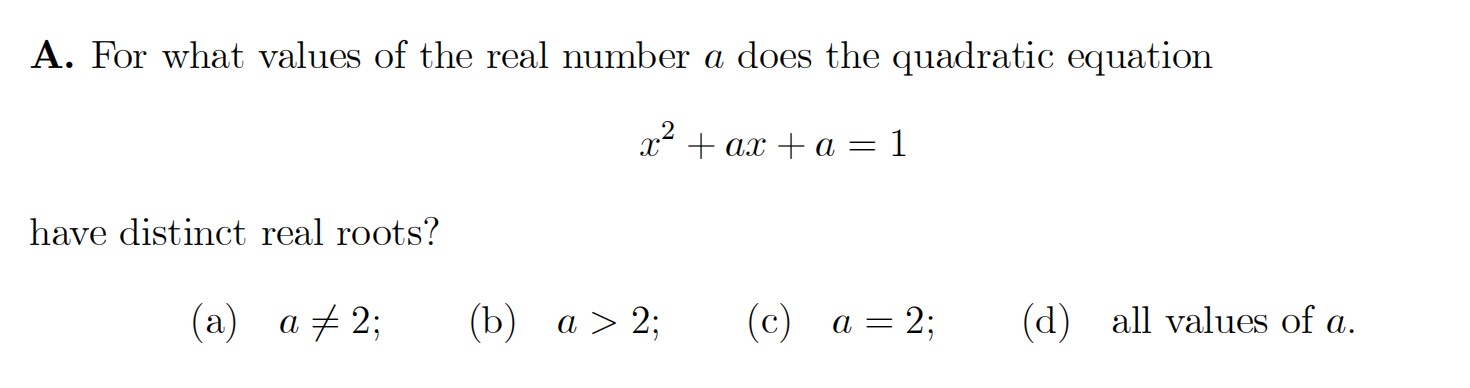 A. For what values of the real number a does the quadratic equation
x² + ax + a = 1
have distinct real roots?
(a) a ≠ 2; (b) a > 2; (c) a = 2; (d) all values of a.